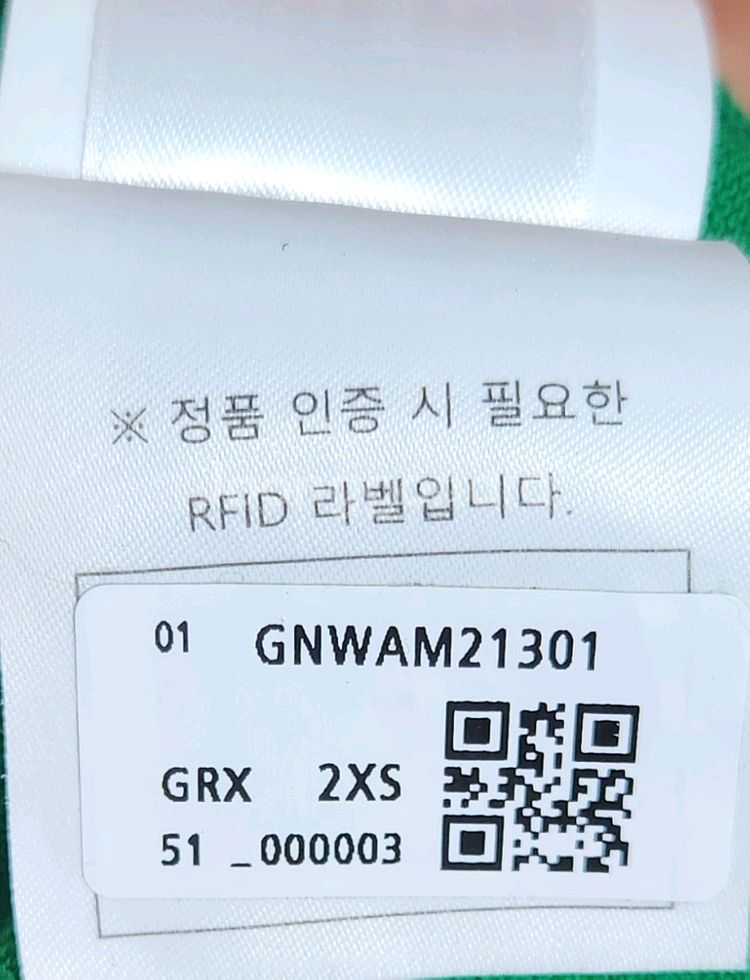 ※ 정품 인증 시 필요한
RFID 라벨입니다.
01 GNWAM21301
GRX 2XS
51 _000003